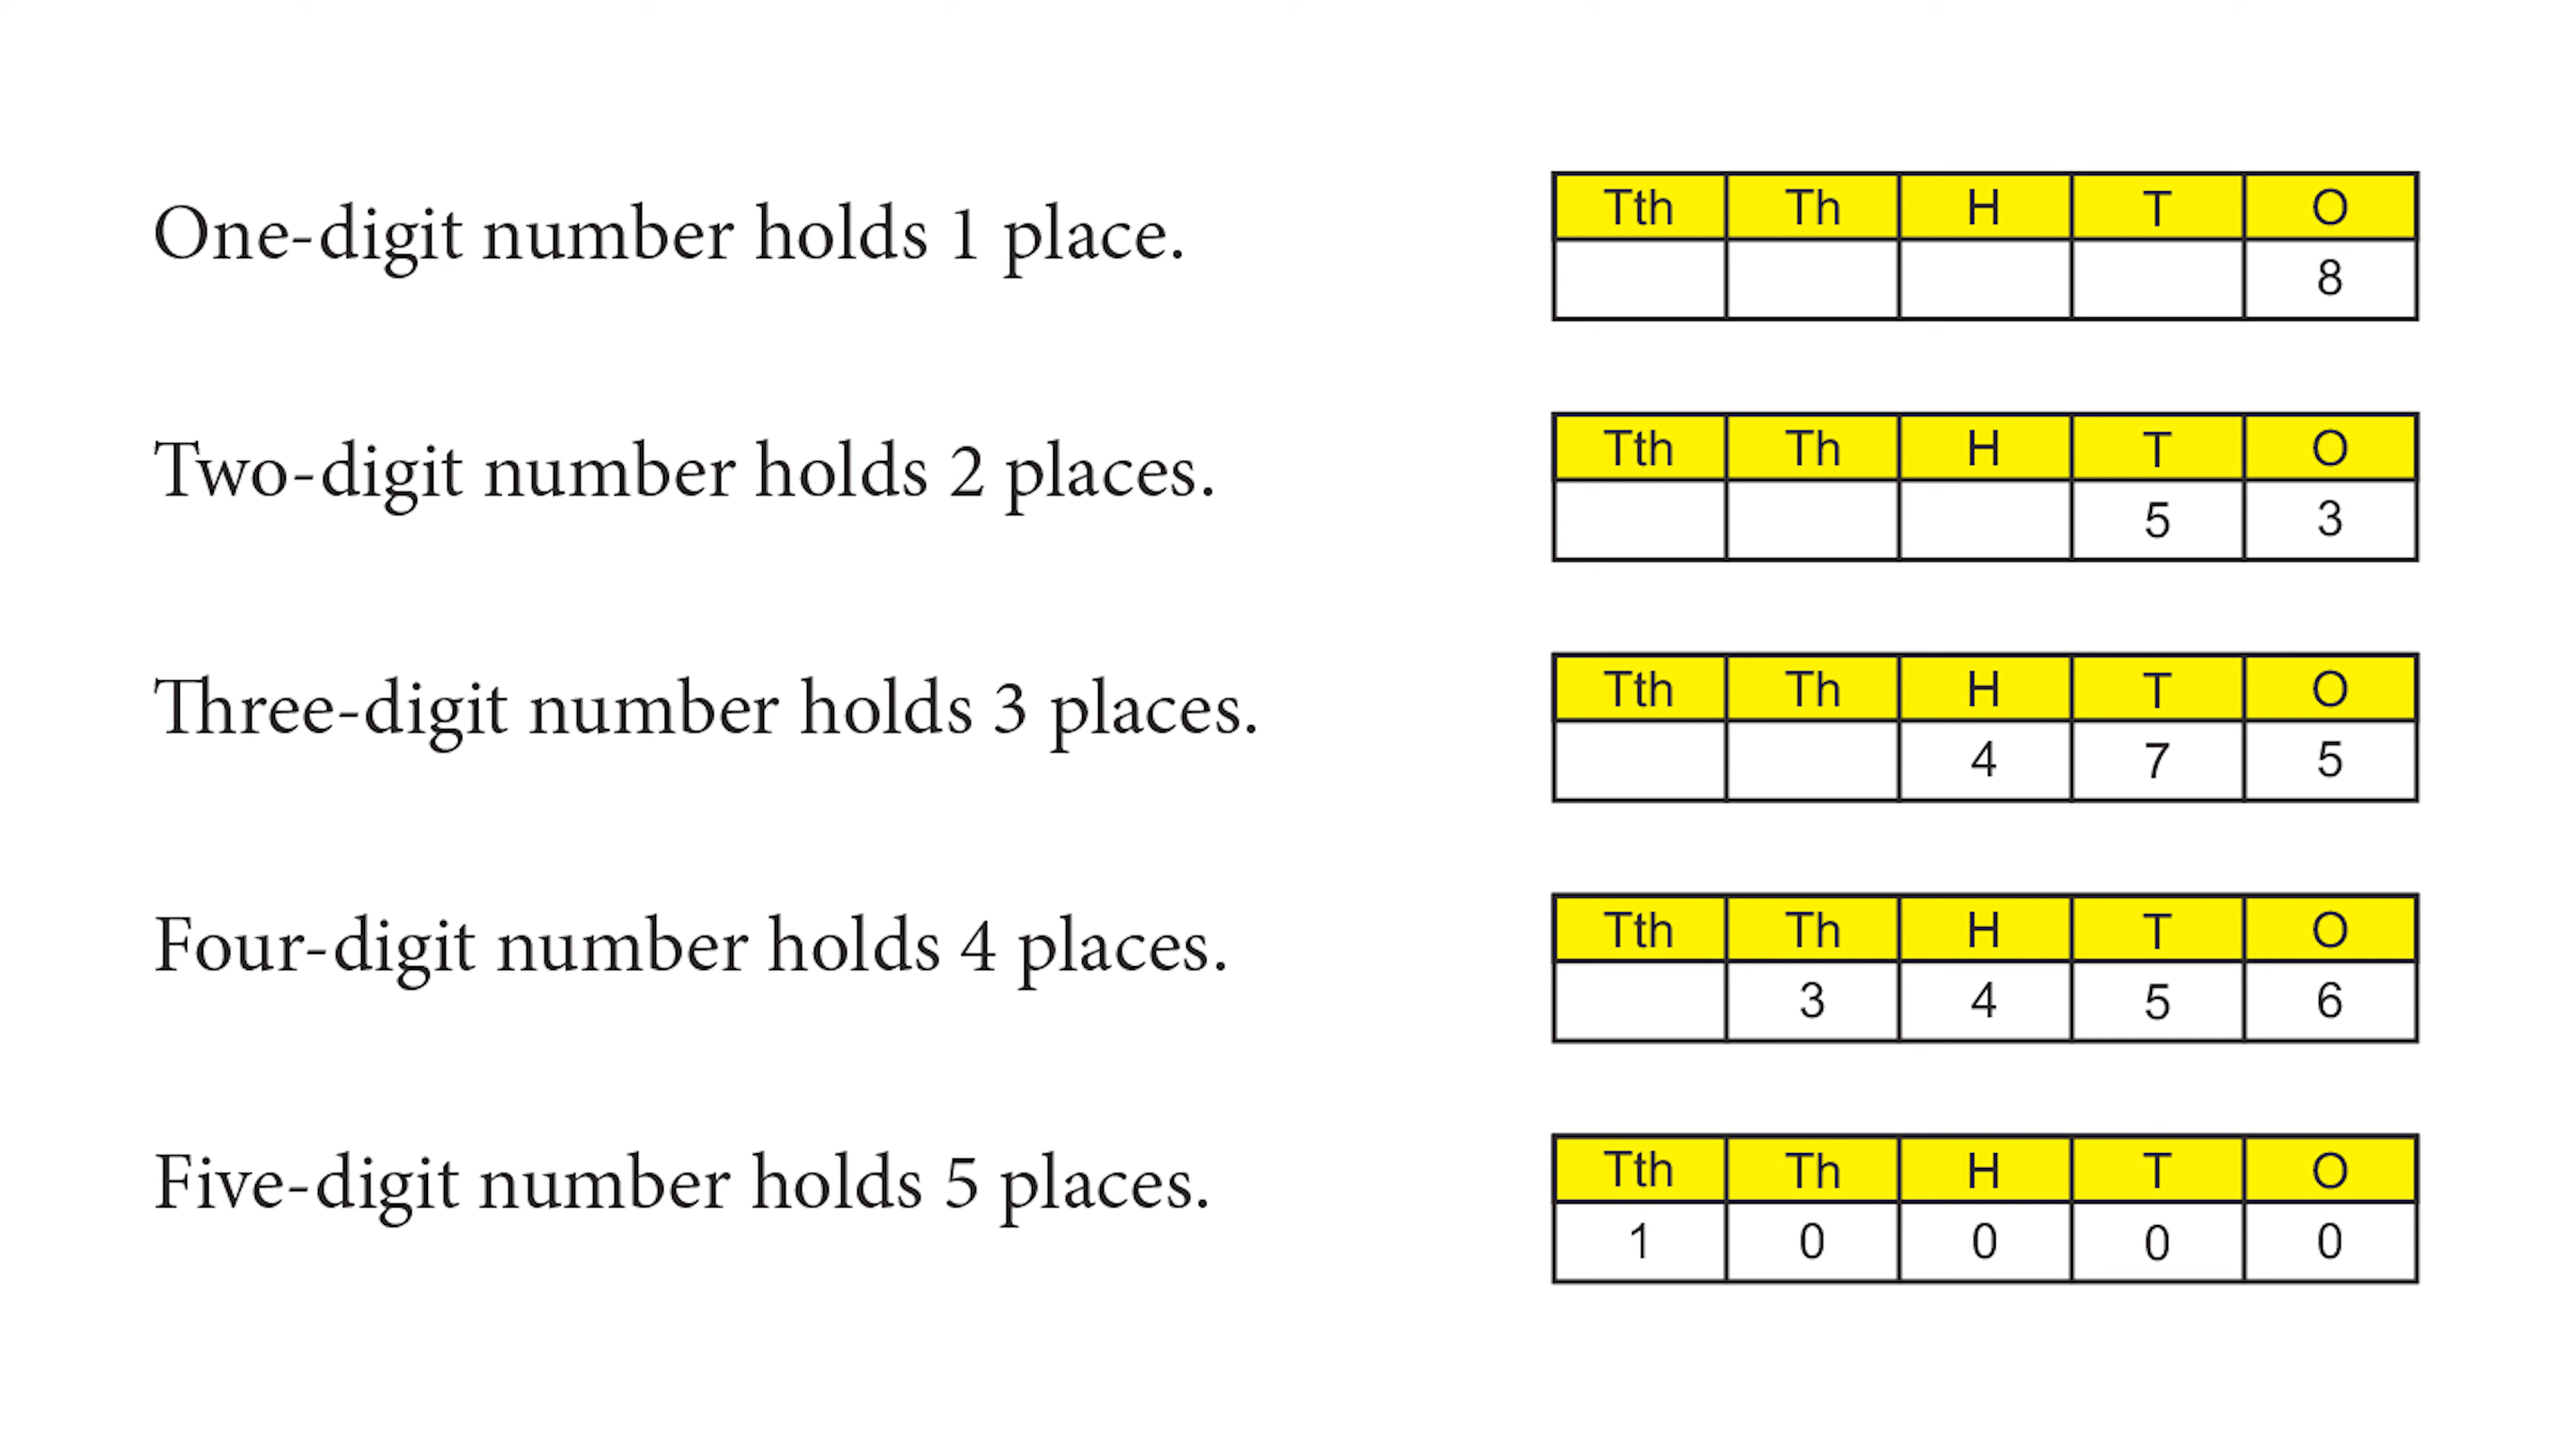 One-digit number holds 1 place.
Tth Th H T O
8
Two-digit number holds 2 places.
Tth Th H T O
5 3
Three-digit number holds 3 places.
Tth Th H T O
4 7 5
Four-digit number holds 4 places.
Tth Th H T O
3 4 5 6
Five-digit number holds 5 places.
Tth Th H T O
1 0 0 0 0